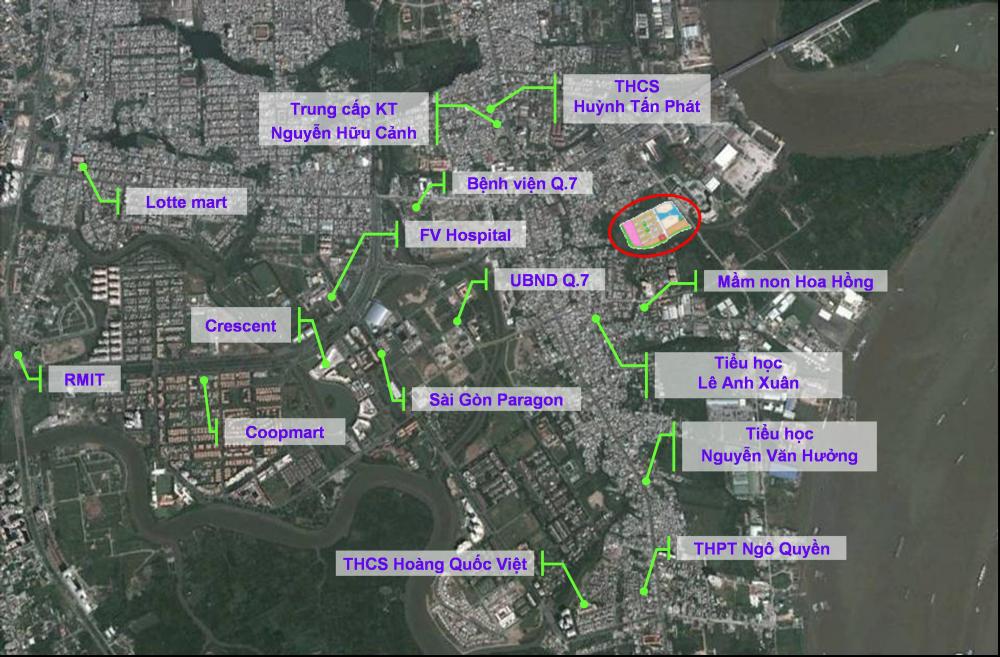 THCS
Huỳnh Tấn Phát
Trung cấp KT
Nguyễn Hữu Cảnh
Bệnh viện Q.7
Lotte mart
FV Hospital
UBND Q.7
Mầm non Hoa Hồng
Crescent
Tiểu học
Lê Anh Xuân
RMIT
Sài Gòn Paragon
Coopmart
Tiểu học
Nguyễn Văn Hưởng
THPT Ngô Quyền
THCS Hoàng Quốc Việt